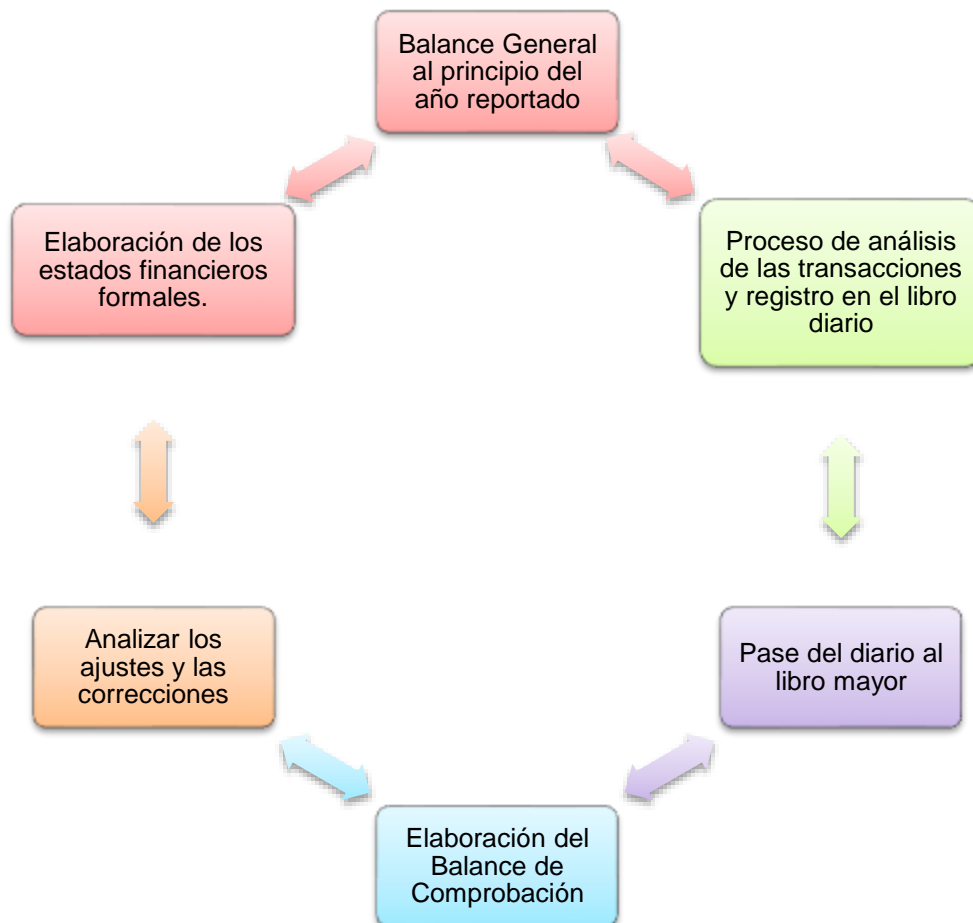 Balance General
al principio del
año reportado
Proceso de análisis
de las transacciones
y registro en el libro
diario
Pase del diario al
libro mayor
Elaboración del
Balance de
Comprobación
Analizar los
ajustes y las
correcciones
Elaboración de los
estados financieros
formales.